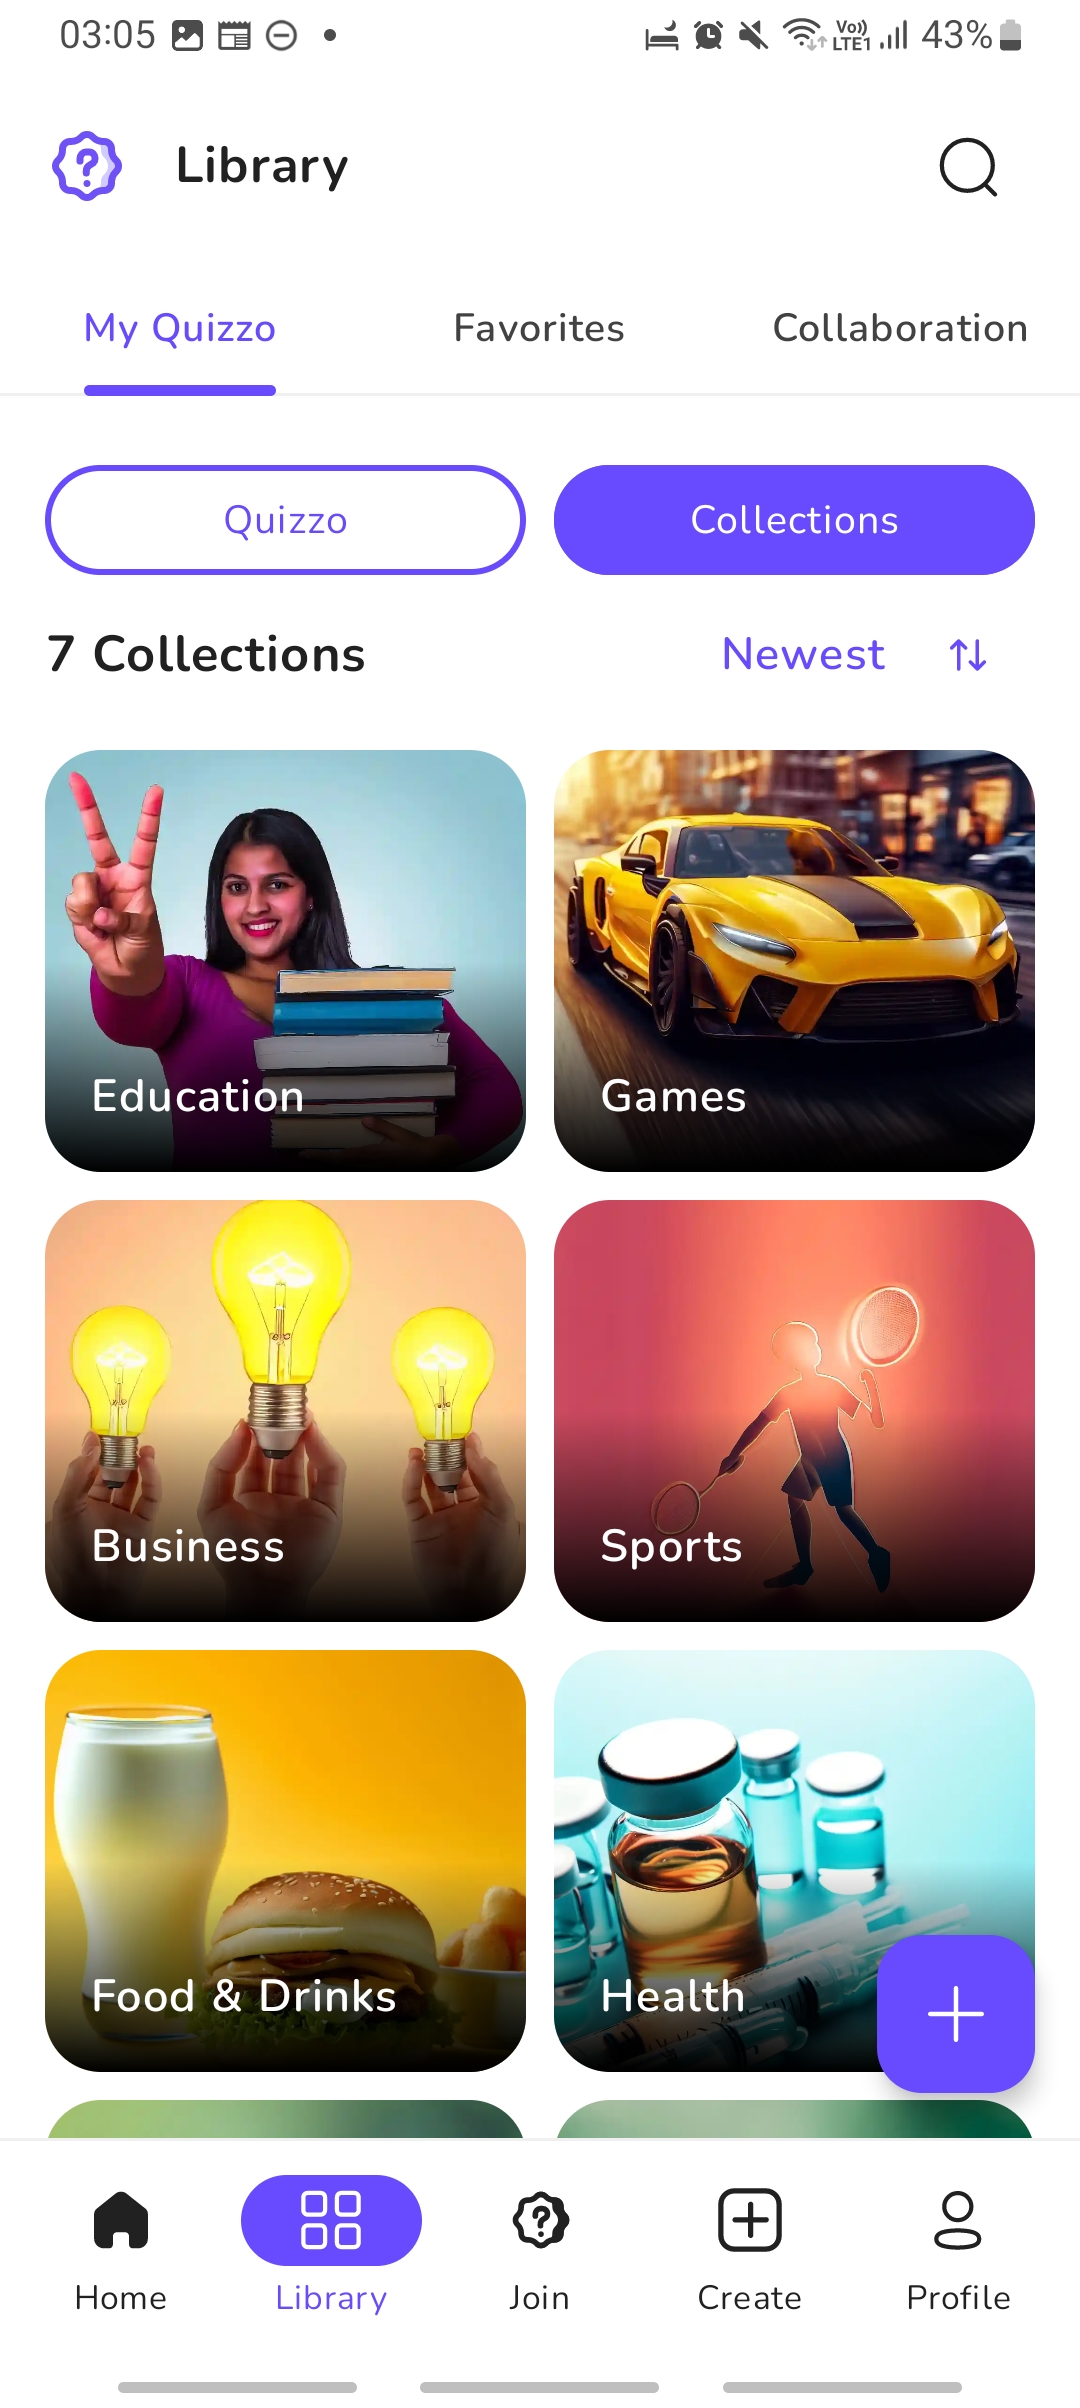 03:05
Vo)) LTE1 43%
Library
My Quizzo Favorites Collaboration
Quizzo Collections
7 Collections Newest
Education Games
Business Sports
Food & Drinks Health
Home Library Join Create Profile